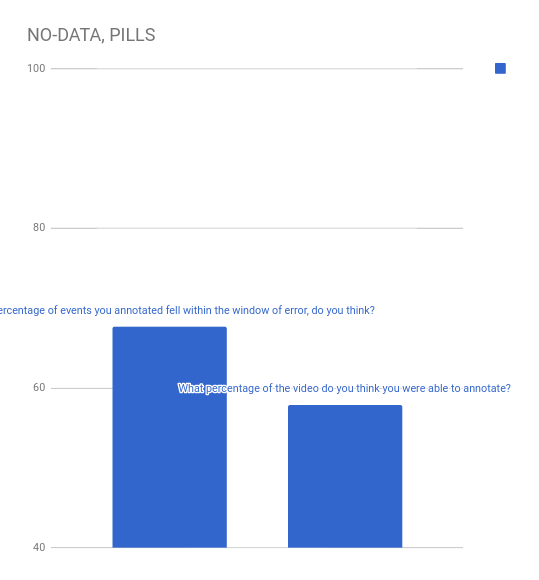 NO-DATA, PILLS
100
80
ercentage of events you annotated fell within the window of error, do you think?
60
What percentage of the video do you think you were able to annotate?
40